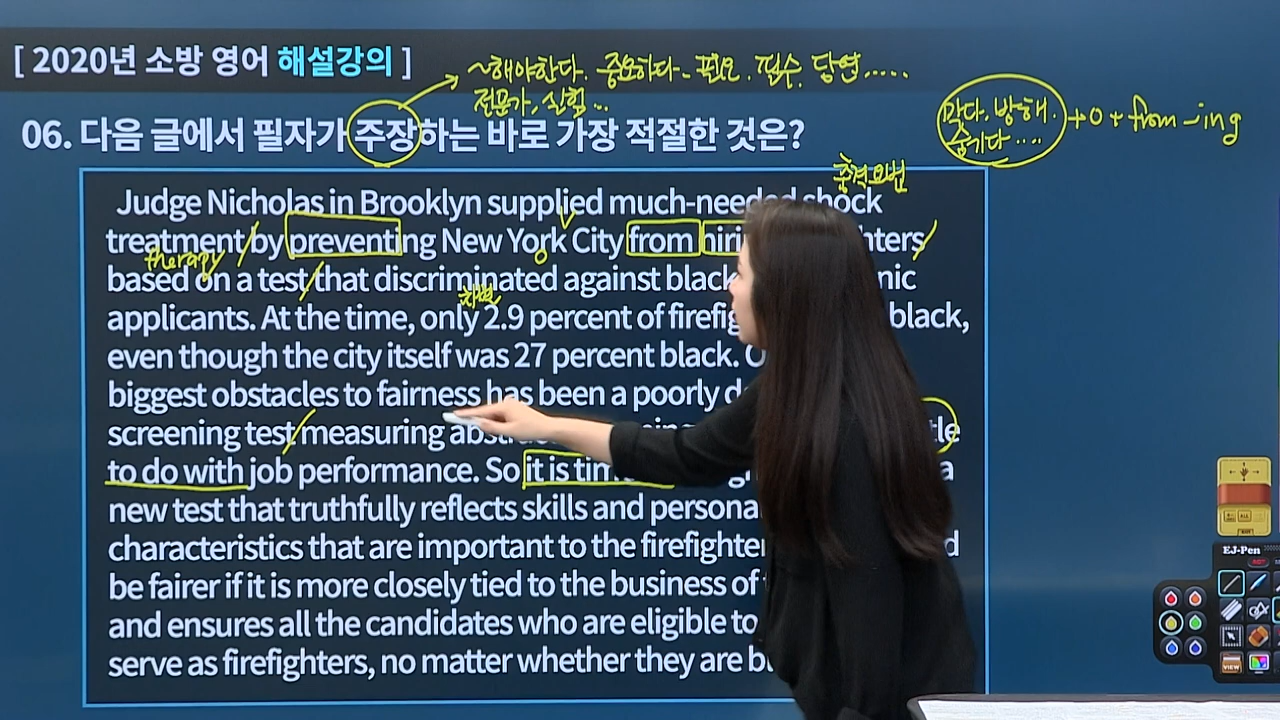 [ 2020년 소방 영어 해설강의 ]
~해야한다. 중요하다- 필요. 필수. 당연.....
전문가, 실험...
막다. 방해.
숨기다....
+ O + from -ing
06. 다음 글에서 필자가 주장하는 바로 가장 적절한 것은?
충격요법
Judge Nicholas in Brooklyn supplied much-needed shock
treatment by preventing New York City from
V
O
therapy
based on a test that discriminated against
차별
applicants. At the time, only 2.9 percent of black,
even though the city itself was 27 percent black.
biggest obstacles to fairness has been a poorly
screening test measuring
to do with job performance. So it is a
new test that truthfully reflects skills and
characteristics that are important to the
be fairer if it is more closely tied to the business of
and ensures all the candidates who are eligible to
serve as firefighters, no matter whether they are
EJ-Pen
VIEW
ALL